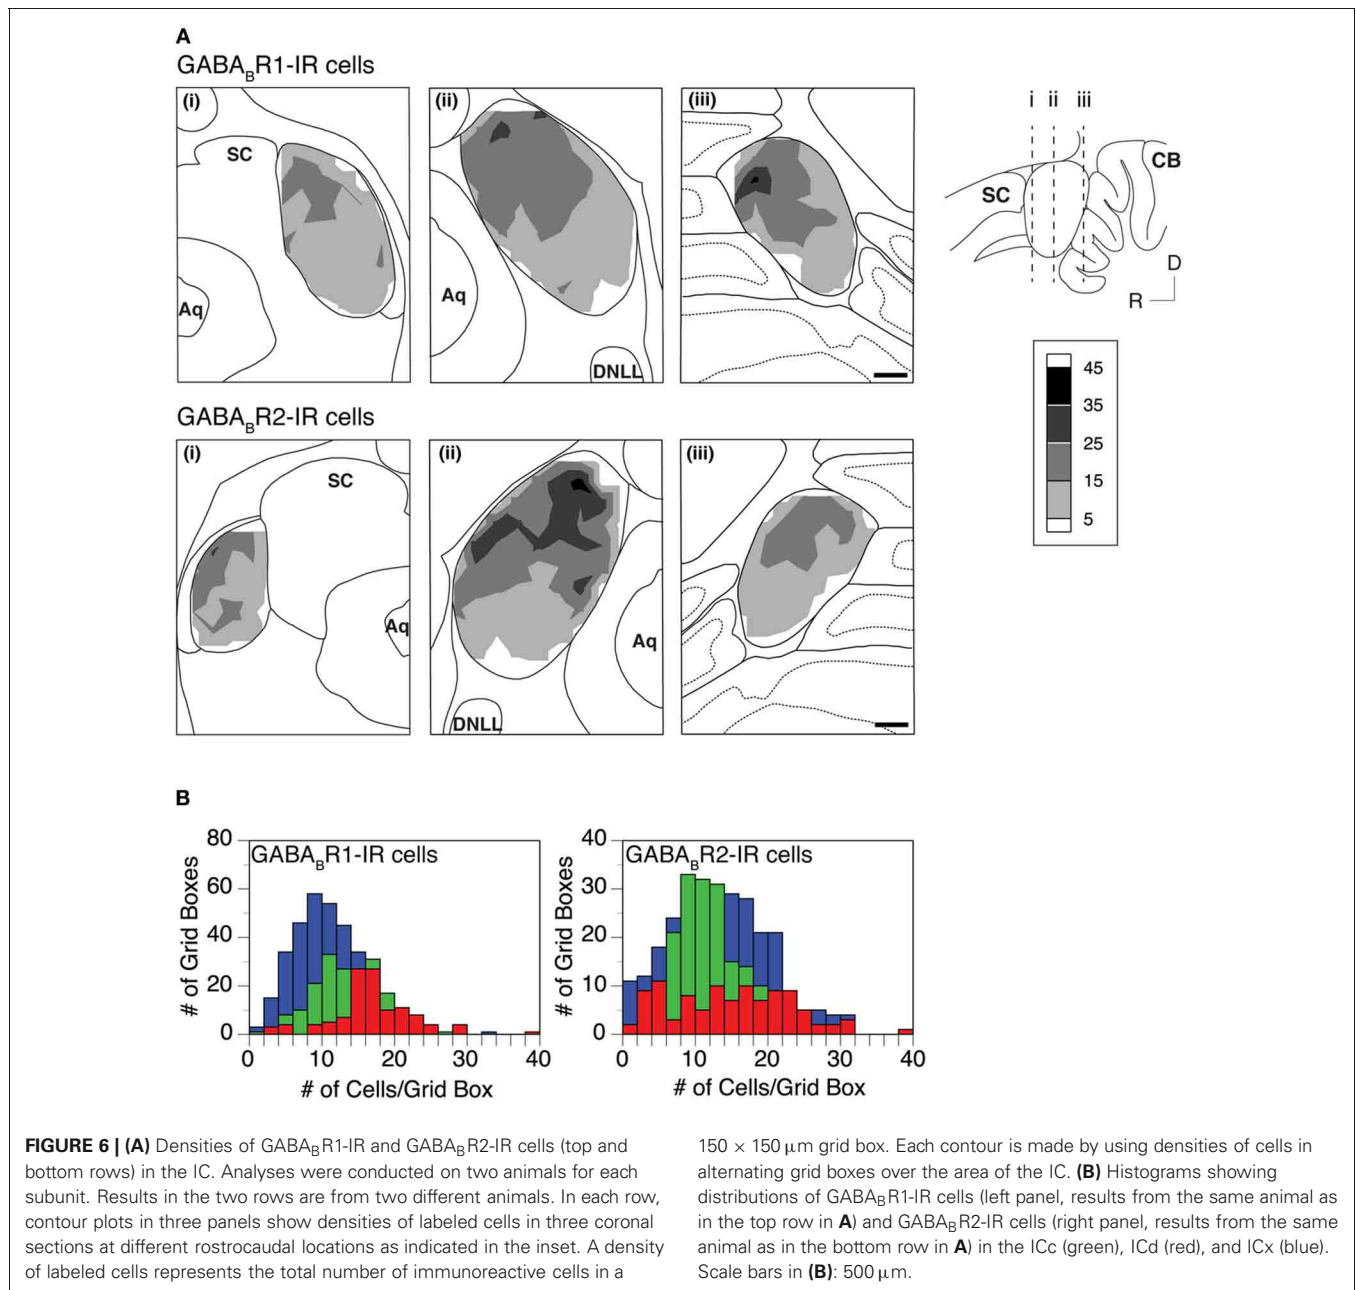 A
GABABR1-IR cells
(i)
(ii)
(iii)
SC
Aq
Aq
DNLL
i ii iii
SC
CB
D
R
45
35
25
15
5
GABABR2-IR cells
(i)
(ii)
(iii)
SC
Aq
Aq
DNLL
B
80
60
40
20
0
# of Grid Boxes
GABABR1-IR cells
0 10 20 30 40
# of Cells/Grid Box
40
30
20
10
0
# of Grid Boxes
GABABR2-IR cells
0 10 20 30 40
# of Cells/Grid Box
FIGURE 6 | (A) Densities of GABABR1-IR and GABABR2-IR cells (top and
bottom rows) in the IC. Analyses were conducted on two animals for each
subunit. Results in the two rows are from two different animals. In each row,
contour plots in three panels show densities of labeled cells in three coronal
sections at different rostrocaudal locations as indicated in the inset. A density
of labeled cells represents the total number of immunoreactive cells in a
150 × 150 μm grid box. Each contour is made by using densities of cells in
alternating grid boxes over the area of the IC. (B) Histograms showing
distributions of GABABR1-IR cells (left panel, results from the same animal as
in the top row in A) and GABABR2-IR cells (right panel, results from the same
animal as in the bottom row in A) in the ICc (green), ICd (red), and ICx (blue).
Scale bars in (B): 500 μm.